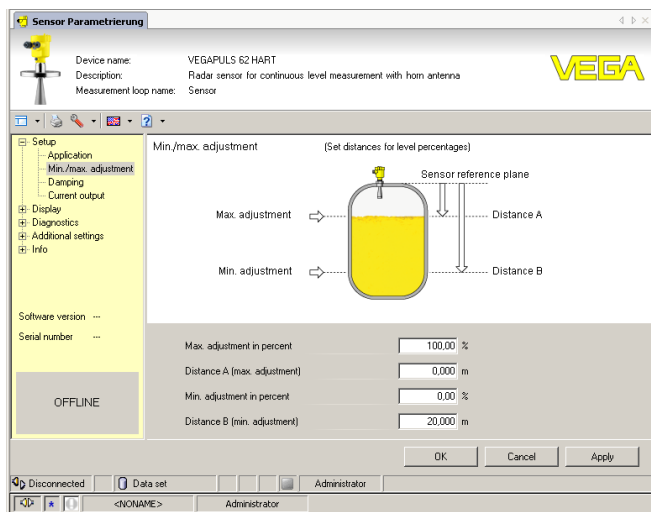 Sensor Parametrierung
Device name: VEGAPULS 62 HART
Description: Radar sensor for continuous level measurement with horn antenna
Measurement loop name: Sensor
VEGA
Setup
Application
Min./max. adjustment
Damping
Current output
Display
Diagnostics
Additional settings
Info
Software version ---
Serial number ---
OFFLINE
Min./max. adjustment (Set distances for level percentages)
Sensor reference plane
Max. adjustment
Distance A
Min. adjustment
Distance B
Max. adjustment in percent 100,00 %
Distance A (max. adjustment) 0,000 m
Min. adjustment in percent 0,00 %
Distance B (min. adjustment) 20,000 m
OK Cancel Apply
Disconnected Data set Administrator
<NONAME> Administrator